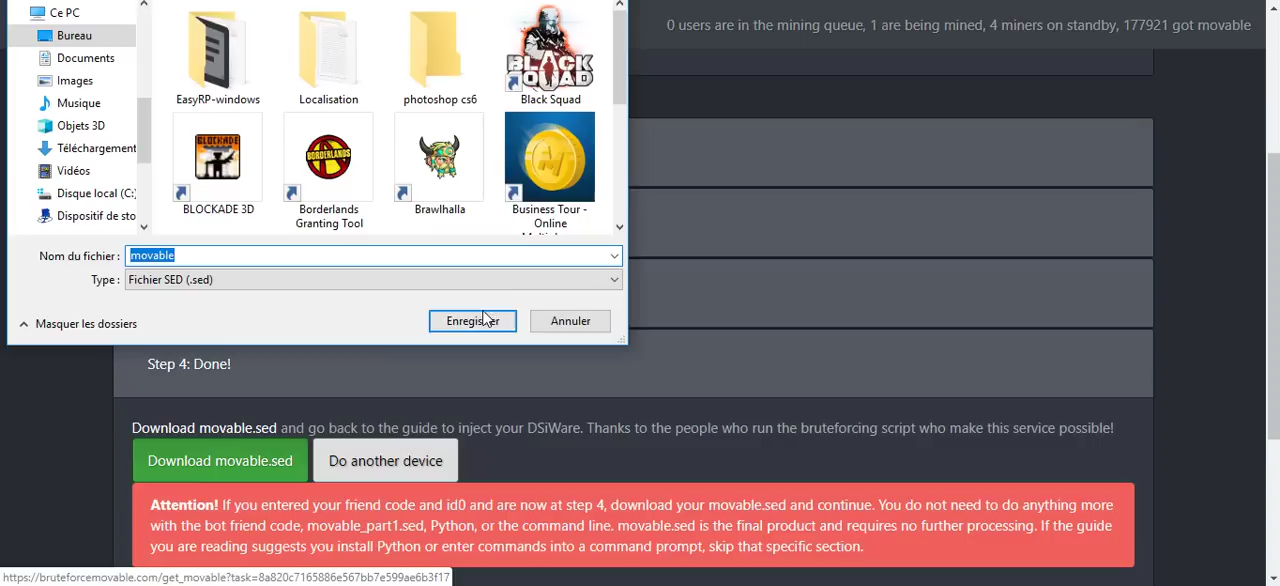 Ce PC
Bureau
Documents
Images
Musique
Objets 3D
Téléchargement
Vidéos
Disque local (C:)
Dispositif de sto
EasyRP-windows
Localisation
photoshop cs6
BLACK
SQUAD
Black Squad
BLOCKADE
BLOCKADE 3D
BORDERLANDS
Borderlands
Granting Tool
Brawlhalla
Business Tour -
Online
Nom du fichier :
movable
Type :
Fichier SED (.sed)
Masquer les dossiers
Enregistrer
Annuler
0 users are in the mining queue, 1 are being mined, 4 miners on standby, 177921 got movable
Step 4: Done!
Download movable.sed and go back to the guide to inject your DSiWare. Thanks to the people who run the bruteforcing script who make this service possible!
Download movable.sed
Do another device
Attention! If you entered your friend code and id0 and are now at step 4, download your movable.sed and continue. You do not need to do anything more
with the bot friend code, movable_part1.sed, Python, or the command line. movable.sed is the final product and requires no further processing. If the guide
you are reading suggests you install Python or enter commands into a command prompt, skip that specific section.
https://bruteforcemovable.com/get_movable?task=8a820c7165886e567bb7e599ae6b3f17